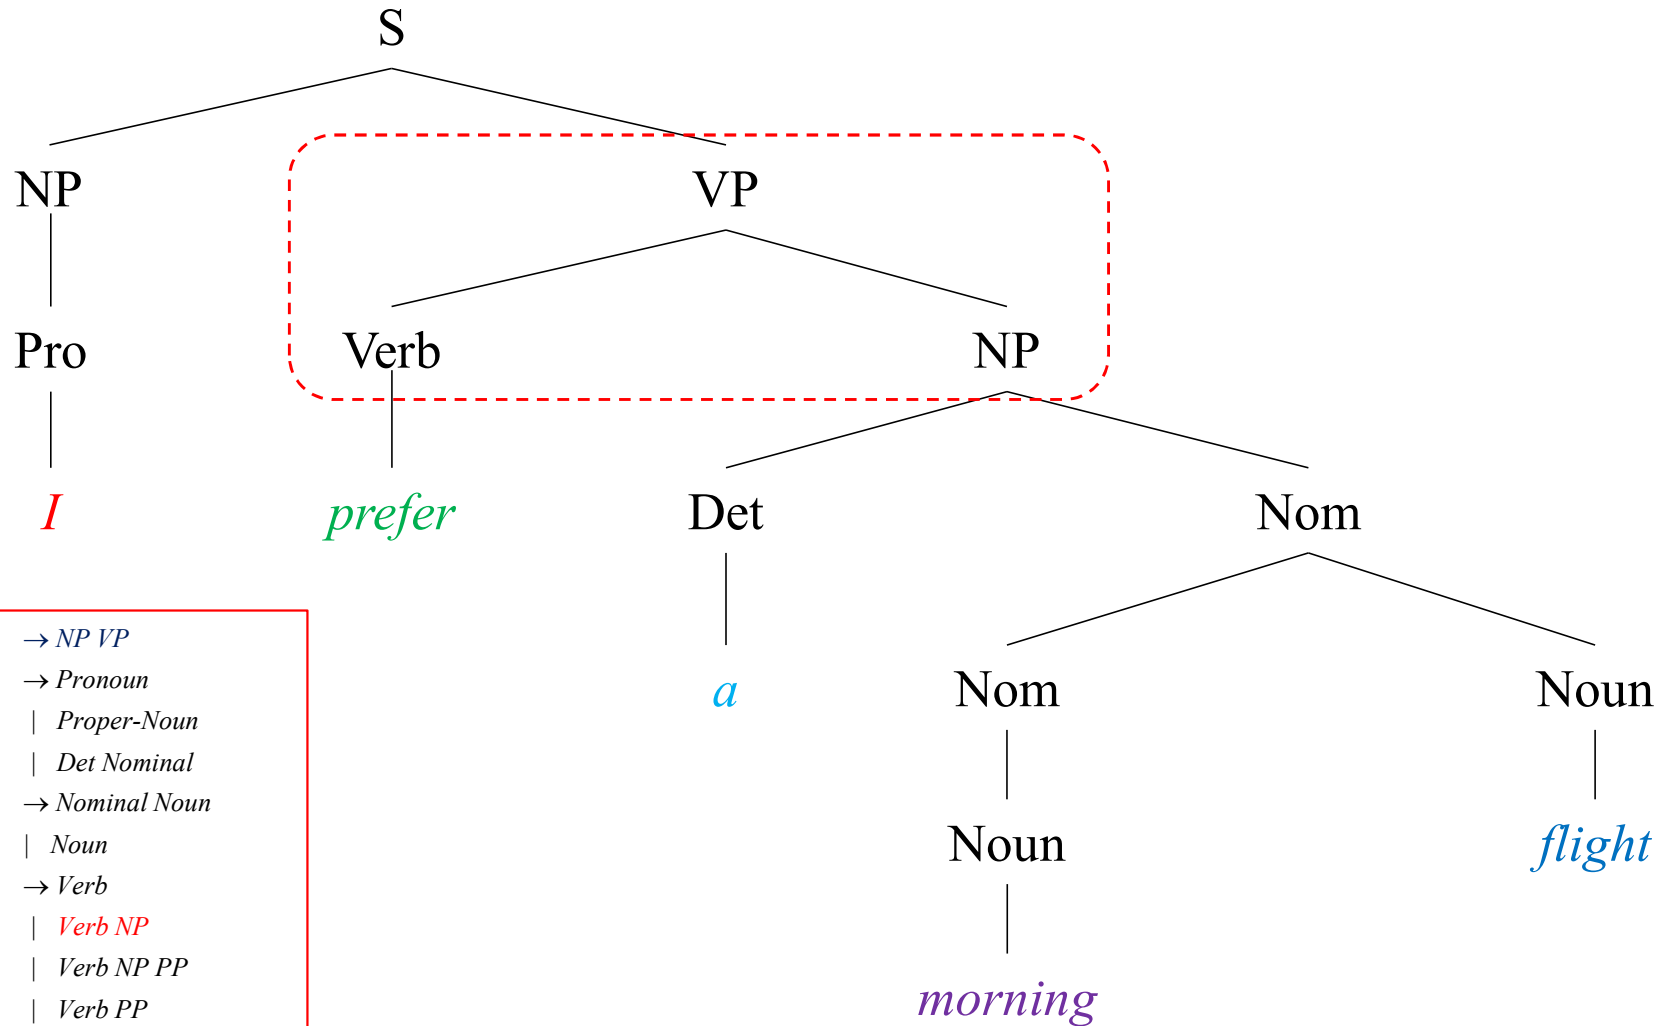 S
NP VP
Pro Verb NP
I prefer Det Nom
a Nom Noun
Noun flight
morning
→ NP VP
→ Pronoun
| Proper-Noun
| Det Nominal
→ Nominal Noun
| Noun
→ Verb
| Verb NP
| Verb NP PP
| Verb PP